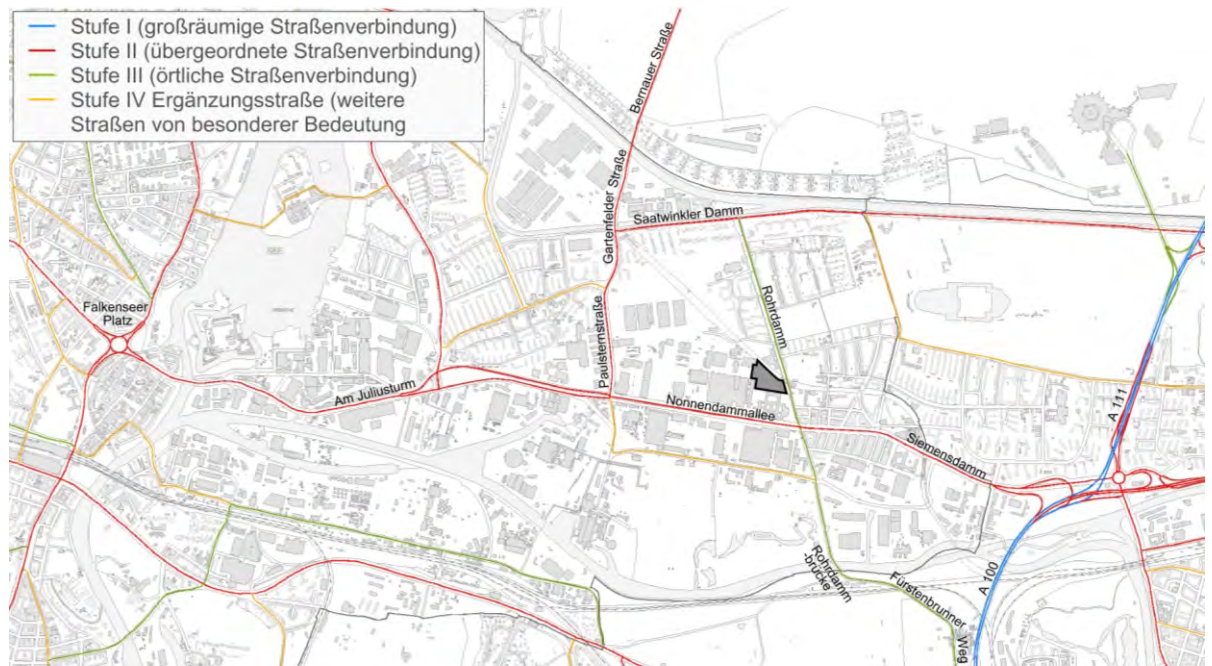 Stufe I (großräumige Straßenverbindung)
Stufe II (übergeordnete Straßenverbindung)
Stufe III (örtliche Straßenverbindung)
Stufe IV Ergänzungsstraße (weitere
Straßen von besonderer Bedeutung
Bernauer Straße
Gartenfelder Straße
Saatwinkler Damm
Rohrdamm
Falkenseer
Platz
Paulsternstraße
Am Juliusturm
Nonnendammallee
Siemensdamm
A 111
Rohrdamm
-brücke
Fürstenbrunner
Weg
A 100